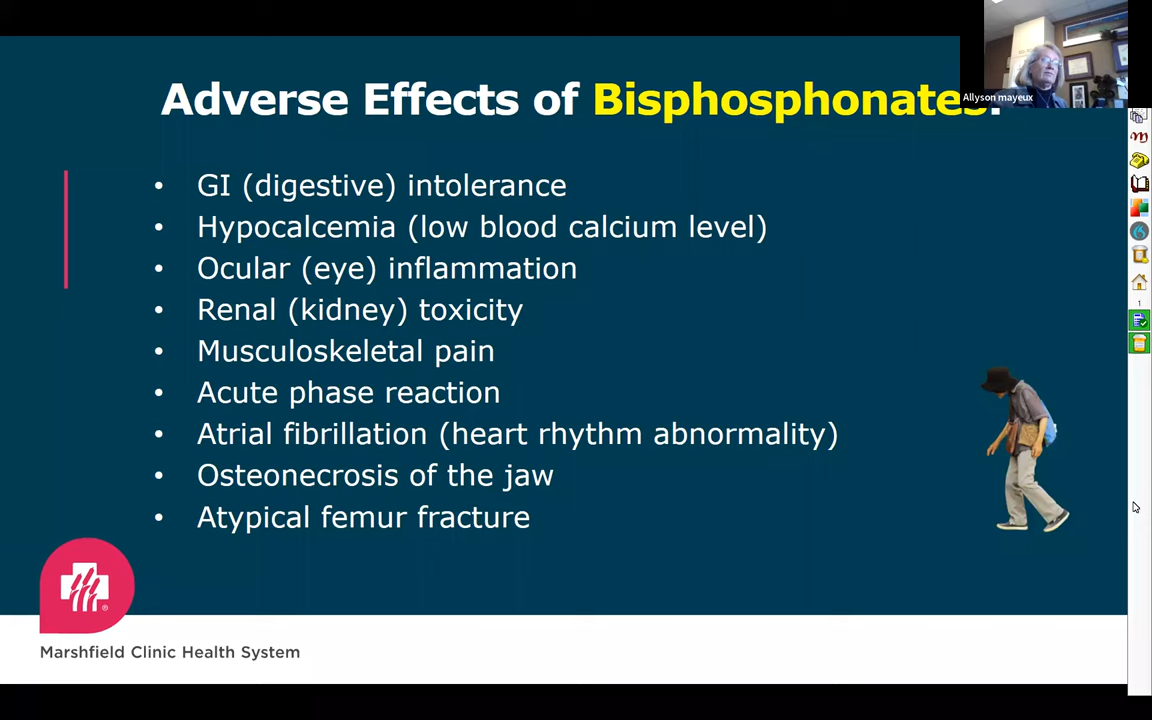 Allyson mayeux
Adverse Effects of Bisphosphonates:
• GI (digestive) intolerance
• Hypocalcemia (low blood calcium level)
• Ocular (eye) inflammation
• Renal (kidney) toxicity
• Musculoskeletal pain
• Acute phase reaction
• Atrial fibrillation (heart rhythm abnormality)
• Osteonecrosis of the jaw
• Atypical femur fracture
®
Marshfield Clinic Health System
1